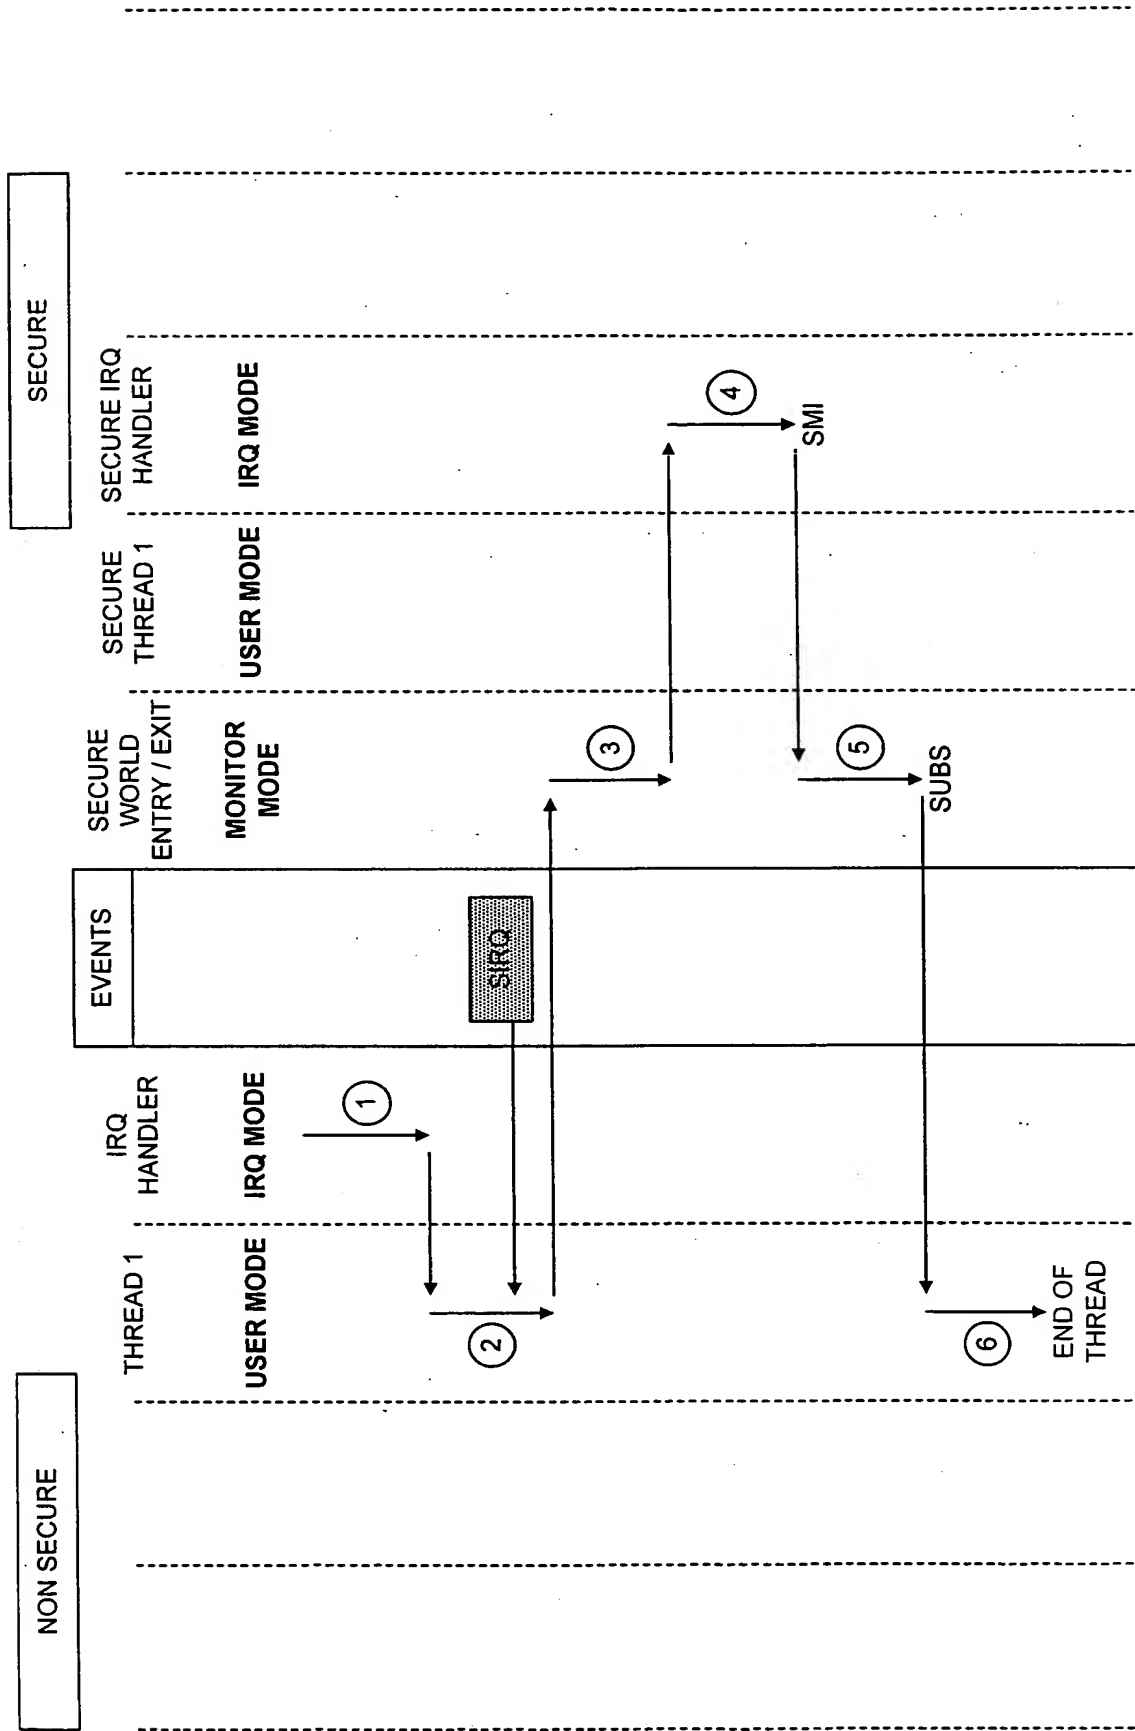 NON SECURE
SECURE
THREAD 1
USER MODE
IRQ
HANDLER
IRQ MODE
EVENTS
SECURE
WORLD
ENTRY / EXIT
MONITOR
MODE
SECURE
THREAD 1
USER MODE
SECURE IRQ
HANDLER
IRQ MODE
1
2
SIRQ
3
4
SMI
5
SUBS
6
END OF
THREAD